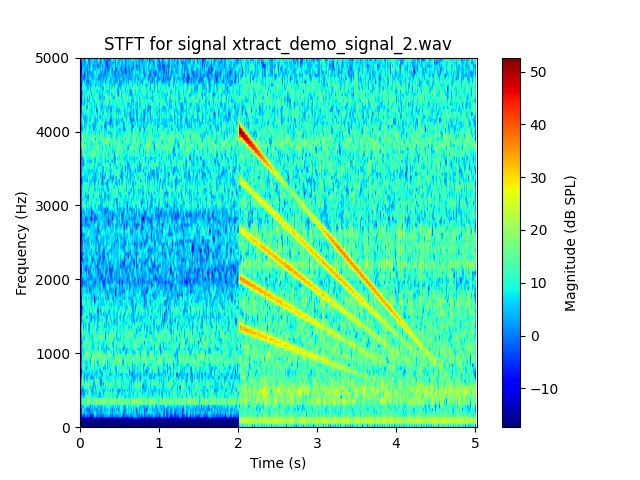 STFT for signal xtract_demo_signal_2.wav
5000
4000
3000
2000
1000
0
Frequency (Hz)
0 1 2 3 4 5
Time (s)
50
40
30
20
10
0
−10
Magnitude (dB SPL)